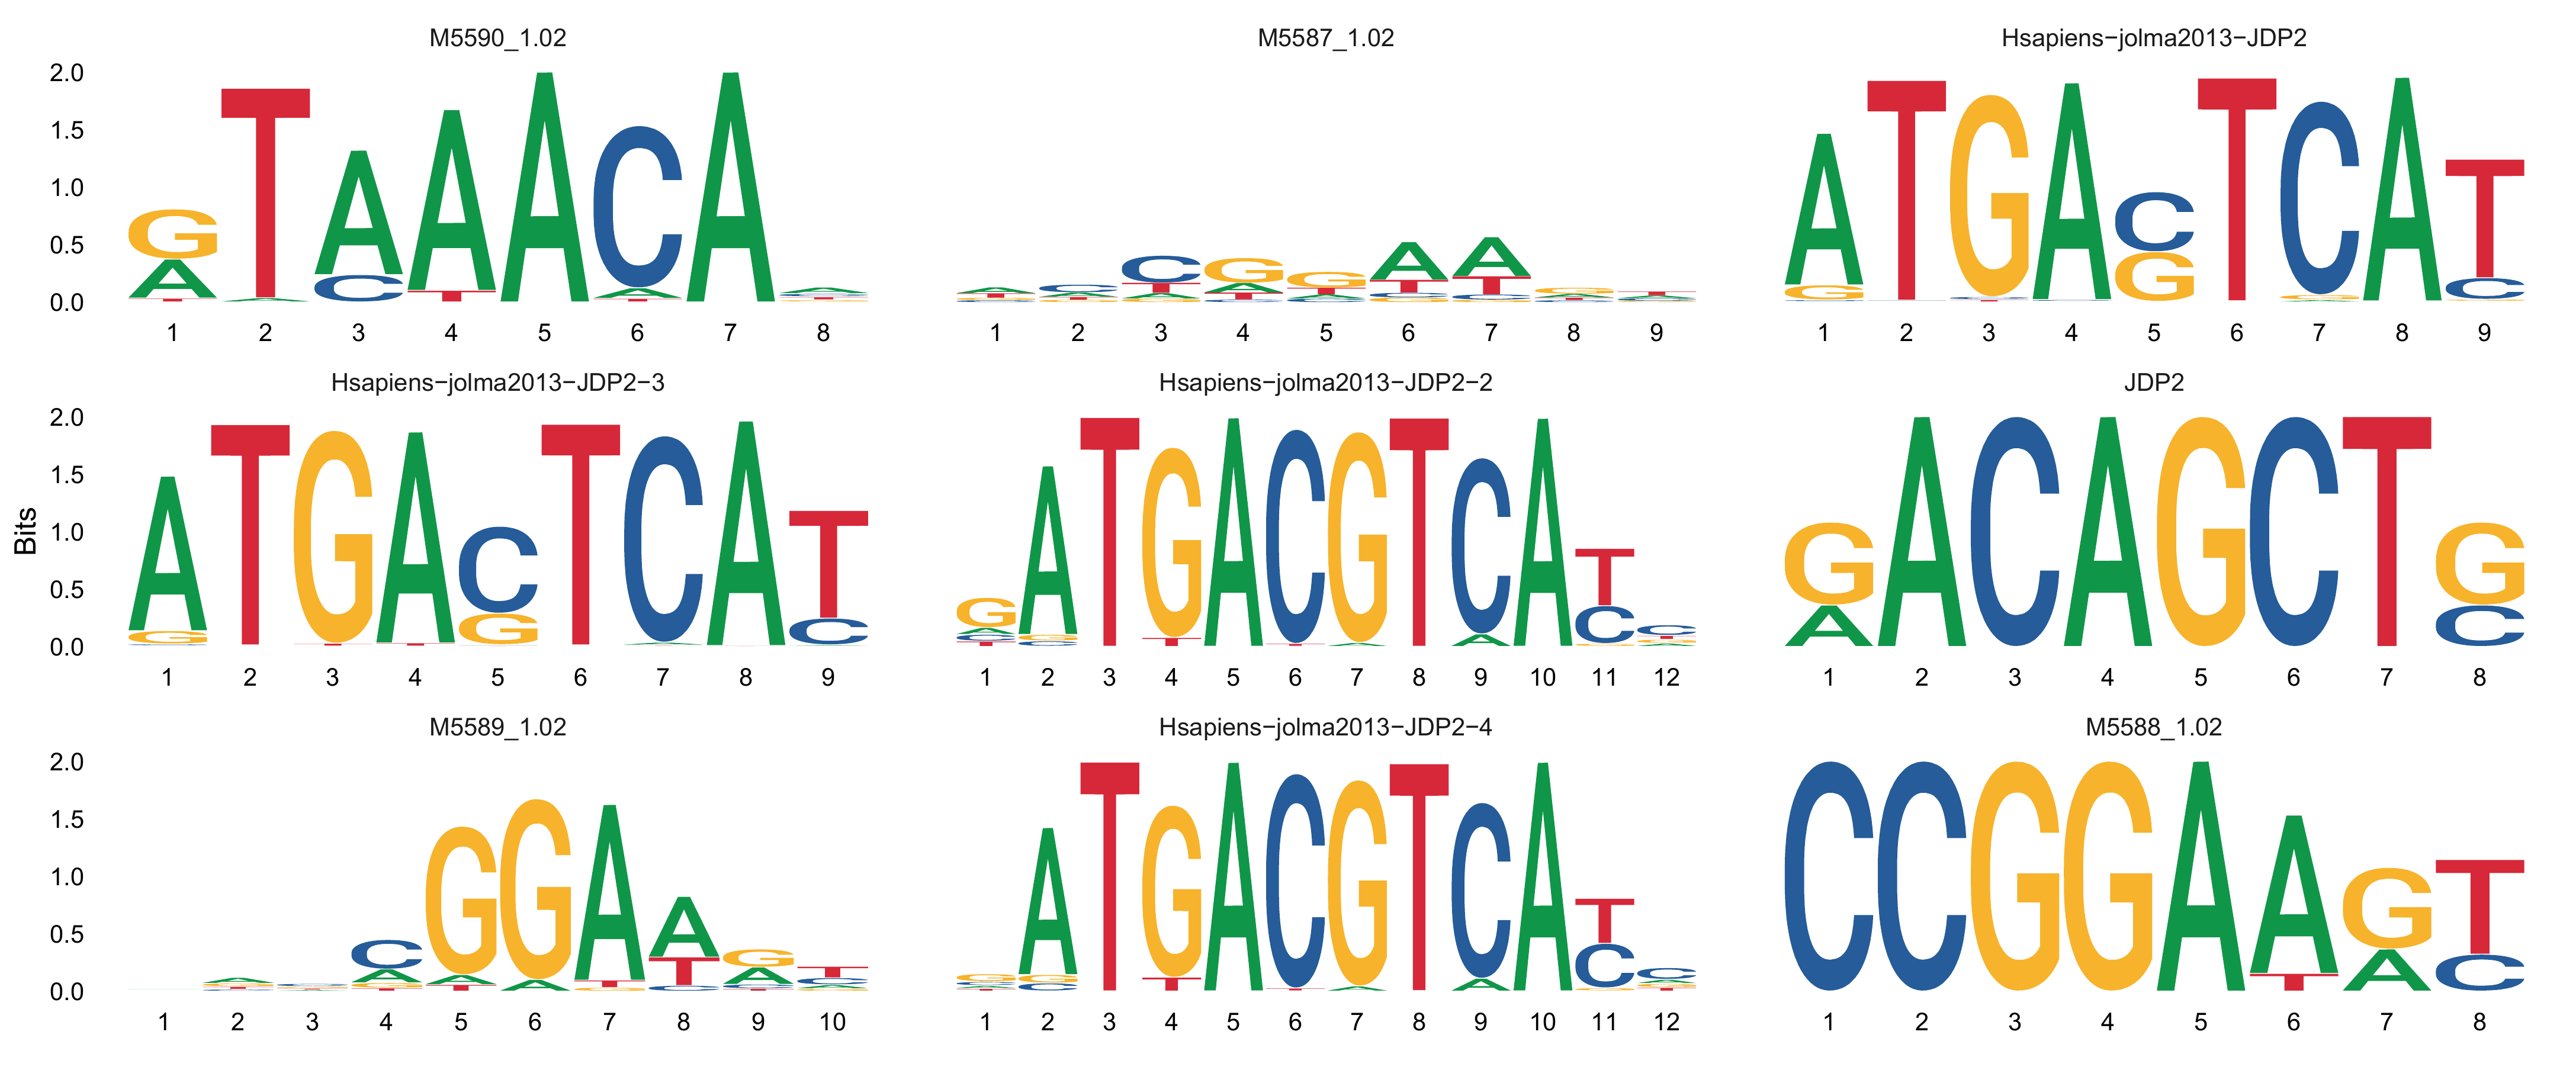 M5590_1.02
M5587_1.02
Hsapiens−jolma2013−JDP2
2.0
1.5
1.0
0.5
0.0
GA T AC A A C A
1 2 3 4 5 6 7 8
1 2 3 4 5 6 7 8 9
A T G A C G T C A T C
1 2 3 4 5 6 7 8 9
Hsapiens−jolma2013−JDP2−3
Hsapiens−jolma2013−JDP2−2
JDP2
Bits
2.0
1.5
1.0
0.5
0.0
1 2 3 4 5 6 7 8 9
1 2 3 4 5 6 7 8 9 10 11 12
1 2 3 4 5 6 7 8
M5589_1.02
Hsapiens−jolma2013−JDP2−4
M5588_1.02
2.0
1.5
1.0
0.5
0.0
1 2 3 4 5 6 7 8 9 10
1 2 3 4 5 6 7 8 9 10 11 12
1 2 3 4 5 6 7 8